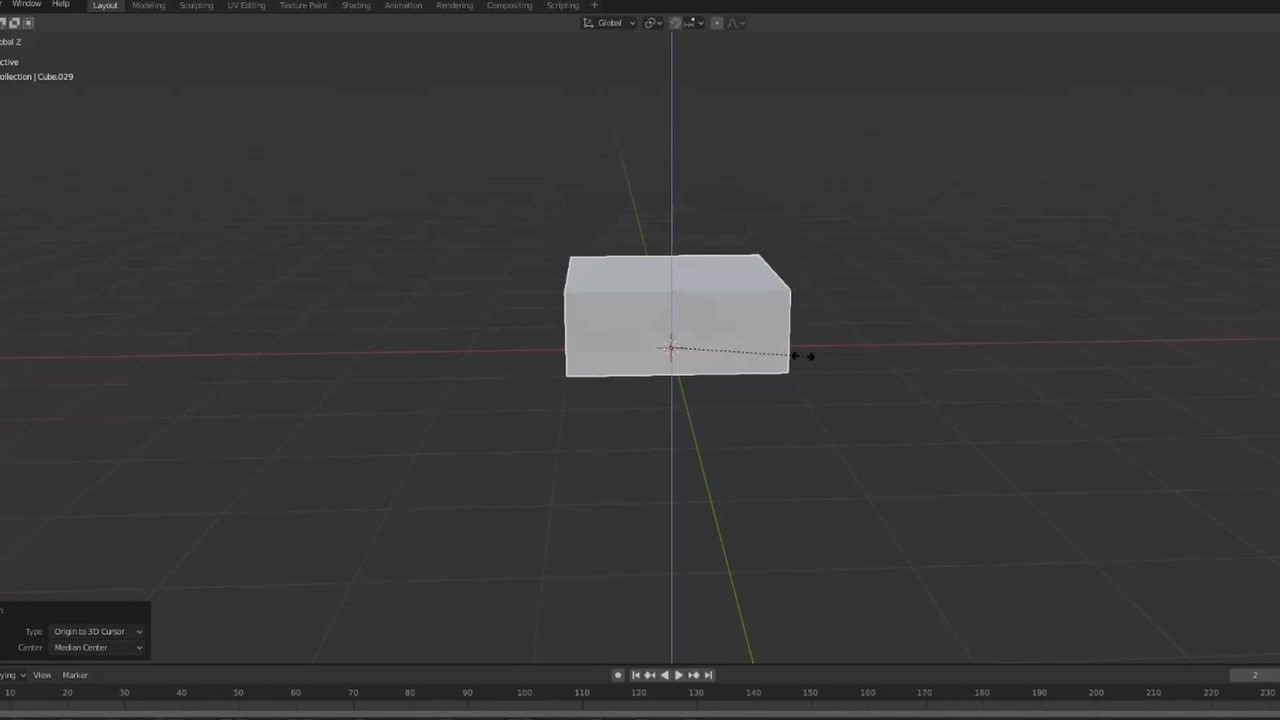 Window Help Layout Modeling Sculpting UV Editing Texture Paint Shading Animation Rendering Compositing Scripting +
Global
obal Z
ctive
ollection | Cube.029
n
Type Origin to 3D Cursor
Center Median Center
ying View Marker
2
10 20 30 40 50 60 70 80 90 100 110 120 130 140 150 160 170 180 190 200 210 220 230